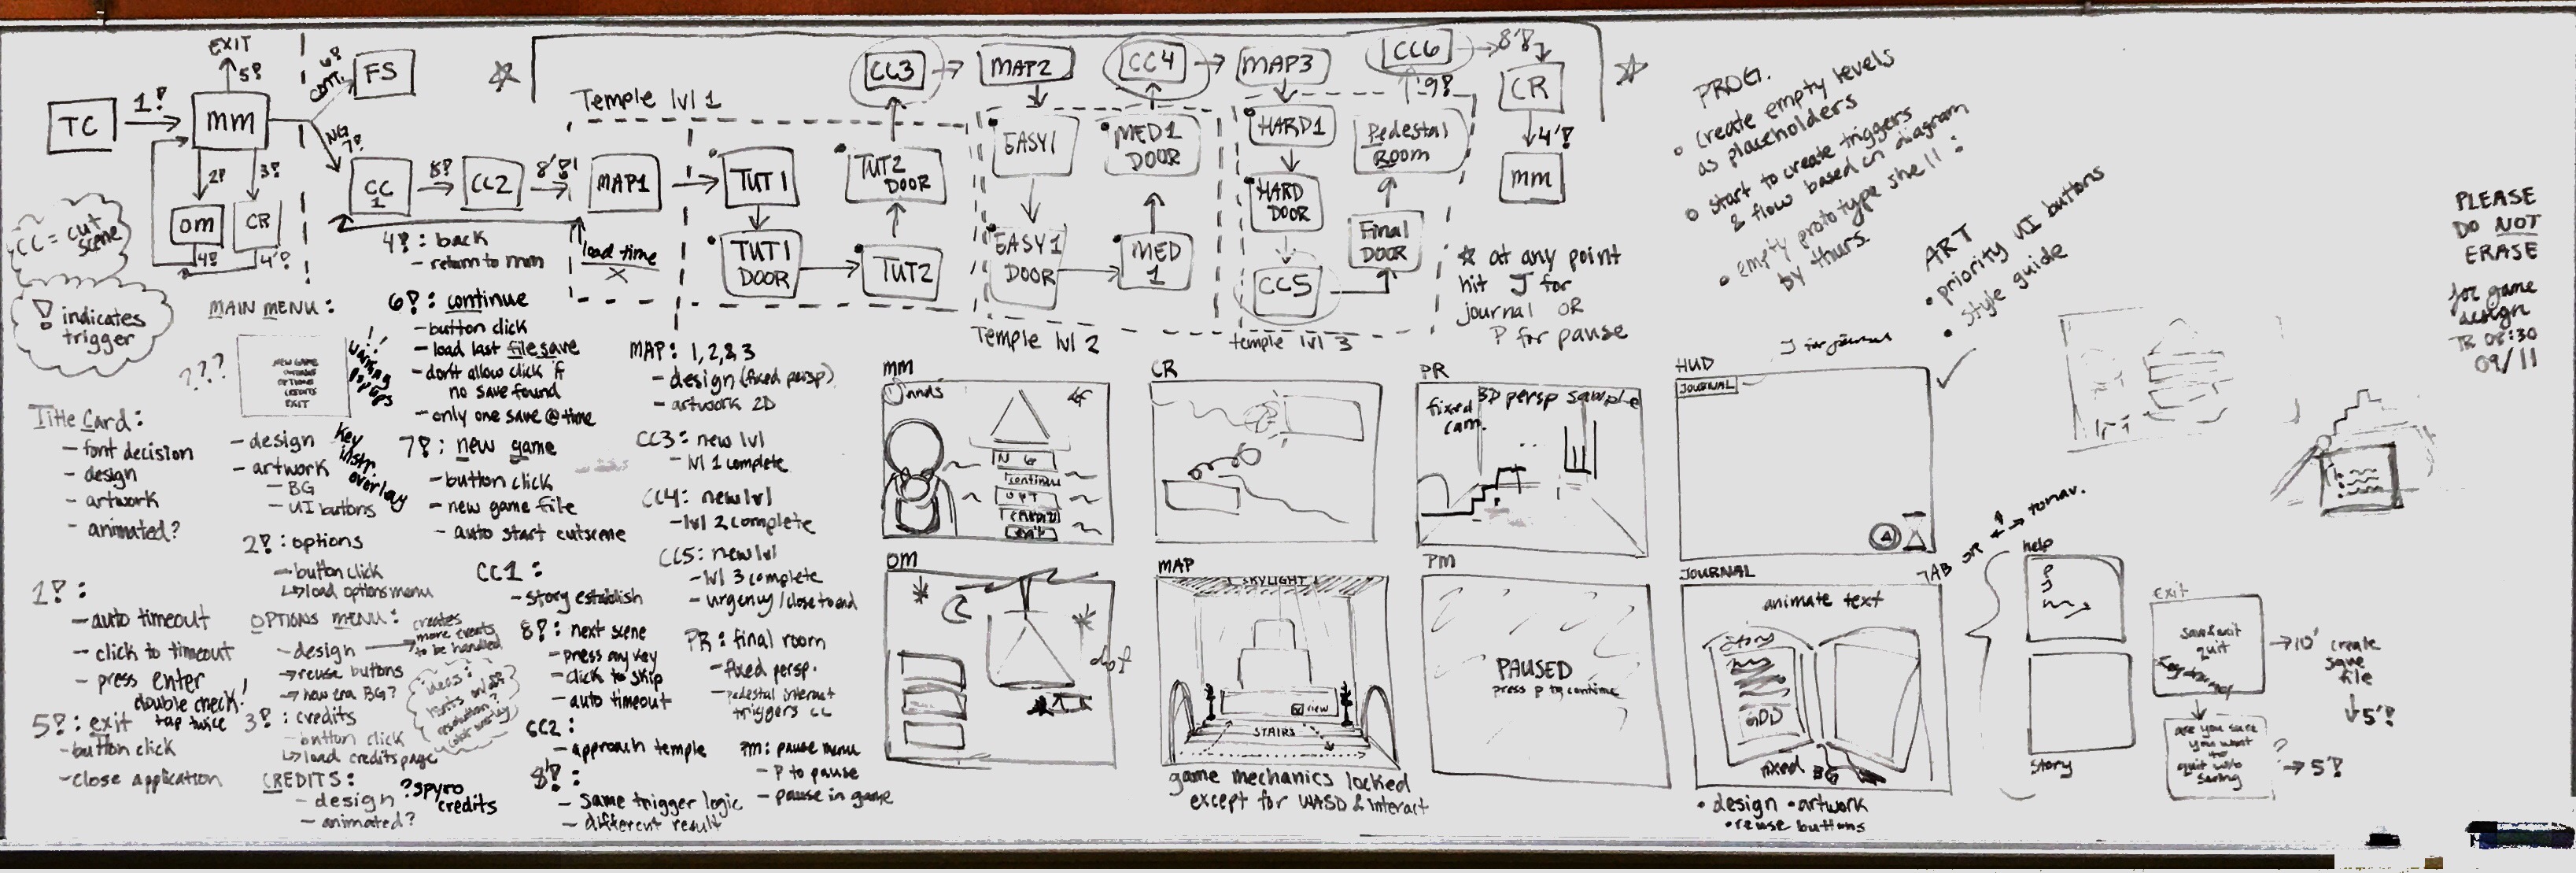 EXIT
5!
TC
1!
mm
6!
cont.
FS
NG
7!
2!
3!
om
CR
4!
4'!
CC = cut
scene
! indicates
trigger
CC
1
8!
CC2
8'!
MAP1
load time
Temple lvl 1
TUT1
TUT1
DOOR
TUT2
TUT2
DOOR
CC3
MAP2
EASY1
EASY1
DOOR
MED
1
MED1
DOOR
Temple lvl 2
CC4
MAP3
HARD1
HARD
DOOR
CC5
Final
DOOR
Pedestal
Room
temple lvl 3
9!
CC6
8'!
CR
4'!
mm
* at any point
hit J for
journal OR
P for pause
PROG.
create empty levels
as placeholders
start to create triggers
& flow based on diagram
empty prototype shell
by thurs.
ART
• priority UI buttons
• style guide
PLEASE
DO NOT
ERASE
for game
design
TR 08:30
09/11
4!: back
- return to mm
MAIN MENU:
???
NEW GAME
CONTINUE
OPTIONS
CREDITS
EXIT
!!
warning
pop ups
- design
- artwork
- BG
- UI buttons
key
instr.
overlay
Title Card:
- font decision
- design
- artwork
- animated?
1!:
- auto timeout
- click to timeout
- press enter
double check!
tap twice
5!: exit
- button click
- close application
2!: options
- button click
↳ load options menu
OPTIONS MENU:
- design → creates
more events
to be handled
→ reuse buttons
→ how era BG?
ideas:
3!: credits
- button click
↳ load credits page
CREDITS:
- design
- animated?
? spyro
credits
6!: continue
- button click
- load last file save
- don't allow click if
no save found
- only one save @ time
7!: new game
- button click
- new game file
- auto start cutscene
CC1:
- story establish
8!: next scene
- press any key
- click to skip
- auto timeout
CC2:
- approach temple
8'!:
- same trigger logic
- different result
MAP: 1, 2, & 3
- design (fixed persp)
- artwork 2D
CC3: new lvl
- lvl 1 complete
CC4: new lvl
- lvl 2 complete
CC5: new lvl
- lvl 3 complete
- urgency/close to end
PR: final room
- fixed persp.
- pedestal interact
triggers CC
PM: pause menu
- P to pause
- pause in game
mm
N G
continue
OPT
credits
exit
CR
PR
fixed
cam.
3D persp sample
HUD
J for journal
JOURNAL
OM
dof
MAP
SKYLIGHT
view
STAIRS
game mechanics locked
except for WASD & interact
PM
PAUSED
press p to continue
JOURNAL
animate text
Story
GDD
fixed BG
• design • artwork
• reuse buttons
TAB OR
to nav.
help
P
J
Story
Exit
save & quit
quit
→ 10' create
save
file
↓ 5'!
are you sure
you want
to
quit w/o
saving
?
→ 5'!